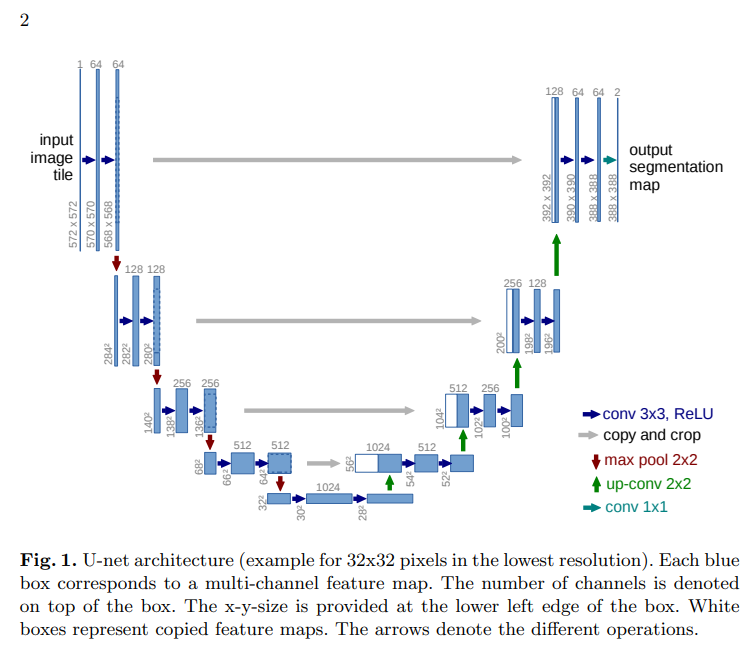 2
1 64 64
128 64 64 2
input
image
tile
output
segmentation
map
572 x 572
570 x 570
568 x 568
392 x 392
390 x 390
388 x 388
388 x 388
128 128
256 128
284²
282²
280²
200²
198²
196²
256 256
512 256
140²
138²
136²
104²
102²
100²
conv 3x3, ReLU
copy and crop
max pool 2x2
up-conv 2x2
conv 1x1
512 512
1024 512
68²
66²
64²
56²
54²
52²
1024
32²
30²
28²
Fig. 1. U-net architecture (example for 32x32 pixels in the lowest resolution). Each blue
box corresponds to a multi-channel feature map. The number of channels is denoted
on top of the box. The x-y-size is provided at the lower left edge of the box. White
boxes represent copied feature maps. The arrows denote the different operations.